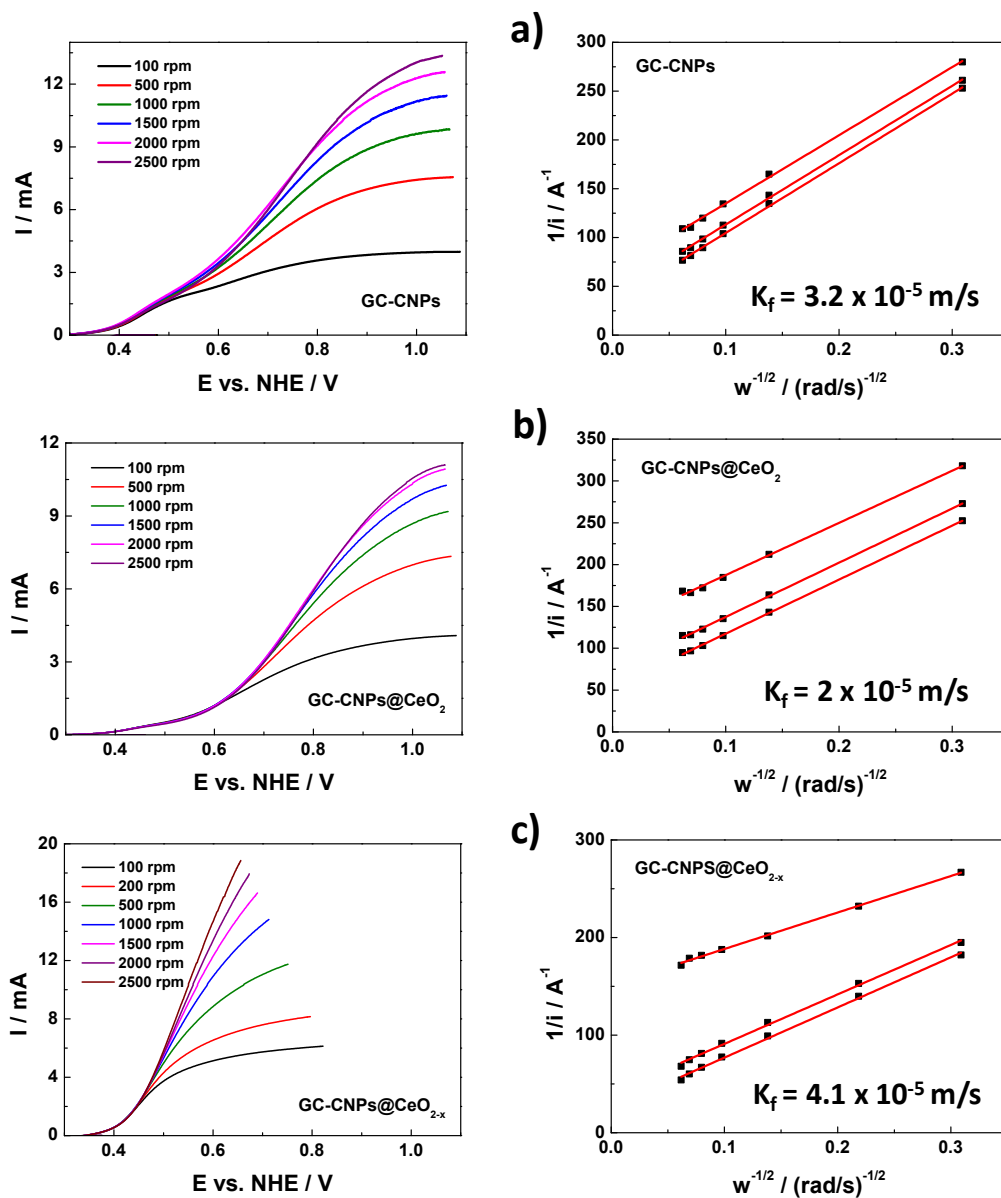 a)
100 rpm
500 rpm
1000 rpm
1500 rpm
2000 rpm
2500 rpm
GC-CNPs
I / mA
12
9
6
3
0
0.4 0.6 0.8 1.0
E vs. NHE / V
GC-CNPs
K_f = 3.2 x 10^-5 m/s
1/i / A^-1
300
250
200
150
100
50
0
0.0 0.1 0.2 0.3
w^-1/2 / (rad/s)^-1/2
b)
100 rpm
500 rpm
1000 rpm
1500 rpm
2000 rpm
2500 rpm
GC-CNPs@CeO_2
I / mA
12
9
6
3
0
0.4 0.6 0.8 1.0
E vs. NHE / V
GC-CNPs@CeO_2
K_f = 2 x 10^-5 m/s
1/i / A^-1
350
300
250
200
150
100
50
0
0.0 0.1 0.2 0.3
w^-1/2 / (rad/s)^-1/2
c)
100 rpm
200 rpm
500 rpm
1000 rpm
1500 rpm
2000 rpm
2500 rpm
GC-CNPs@CeO_2-x
I / mA
20
16
12
8
4
0
0.4 0.6 0.8 1.0
E vs. NHE / V
GC-CNPS@CeO_2-x
K_f = 4.1 x 10^-5 m/s
1/i / A^-1
300
200
100
0
0.0 0.1 0.2 0.3
w^-1/2 / (rad/s)^-1/2